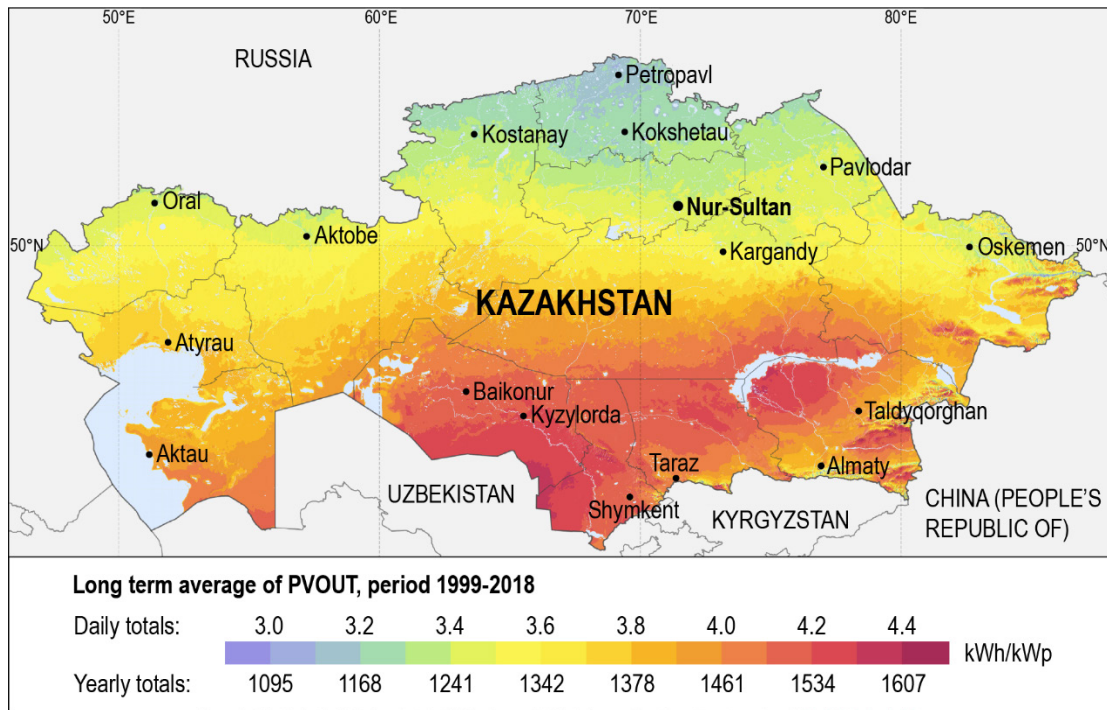 50°E
60°E
70°E
80°E
RUSSIA
Petropavl
Kostanay
Kokshetau
Pavlodar
Oral
Nur-Sultan
Aktobe
50°N
Kargandy
Oskemen
50°N
KAZAKHSTAN
Atyrau
Baikonur
Kyzylorda
Taldyqorghan
Aktau
Taraz
Almaty
UZBEKISTAN
Shymkent
KYRGYZSTAN
CHINA (PEOPLE'S
REPUBLIC OF)
Long term average of PVOUT, period 1999-2018
Daily totals: 3.0 3.2 3.4 3.6 3.8 4.0 4.2 4.4
kWh/kWp
Yearly totals: 1095 1168 1241 1342 1378 1461 1534 1607